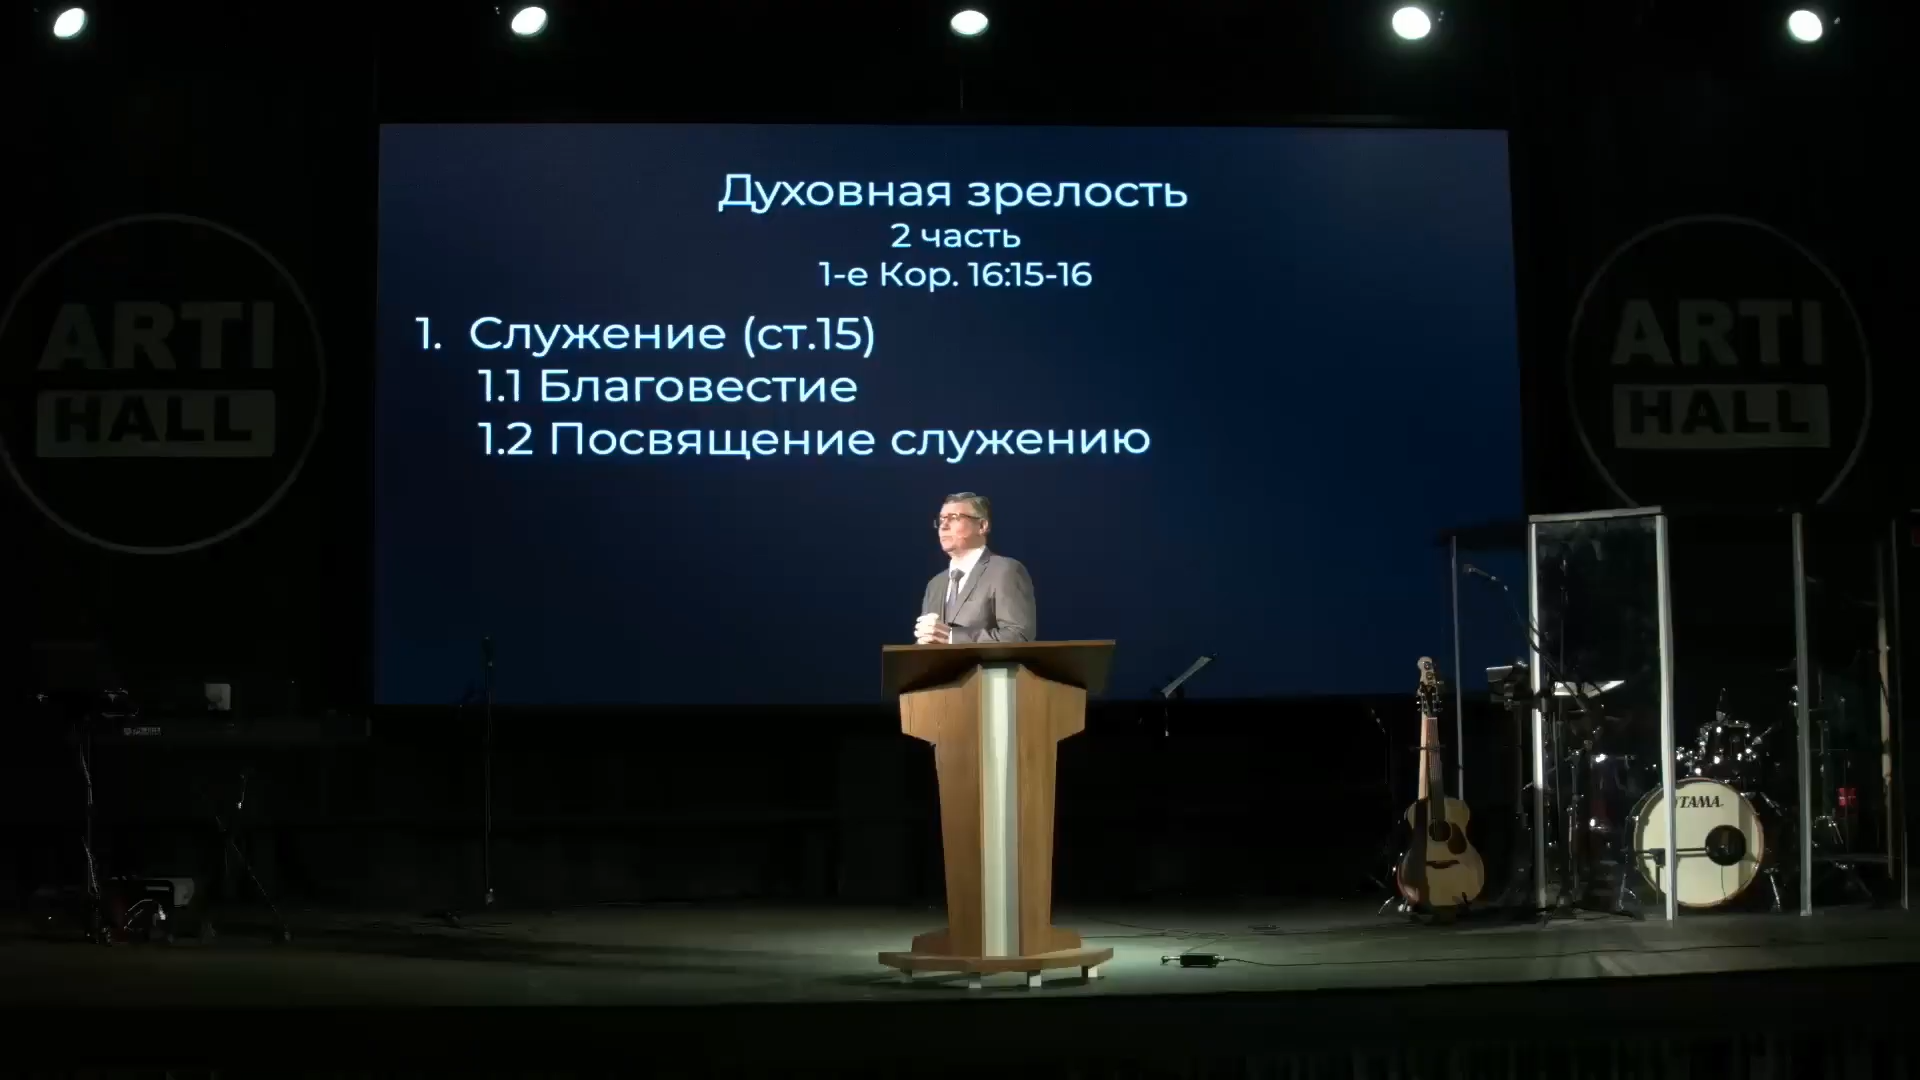 Духовная зрелость
2 часть
1-е Кор. 16:15-16
1. Служение (ст.15)
1.1 Благовестие
1.2 Посвящение служению
ARTI
HALL
ARTI
HALL
TAMA